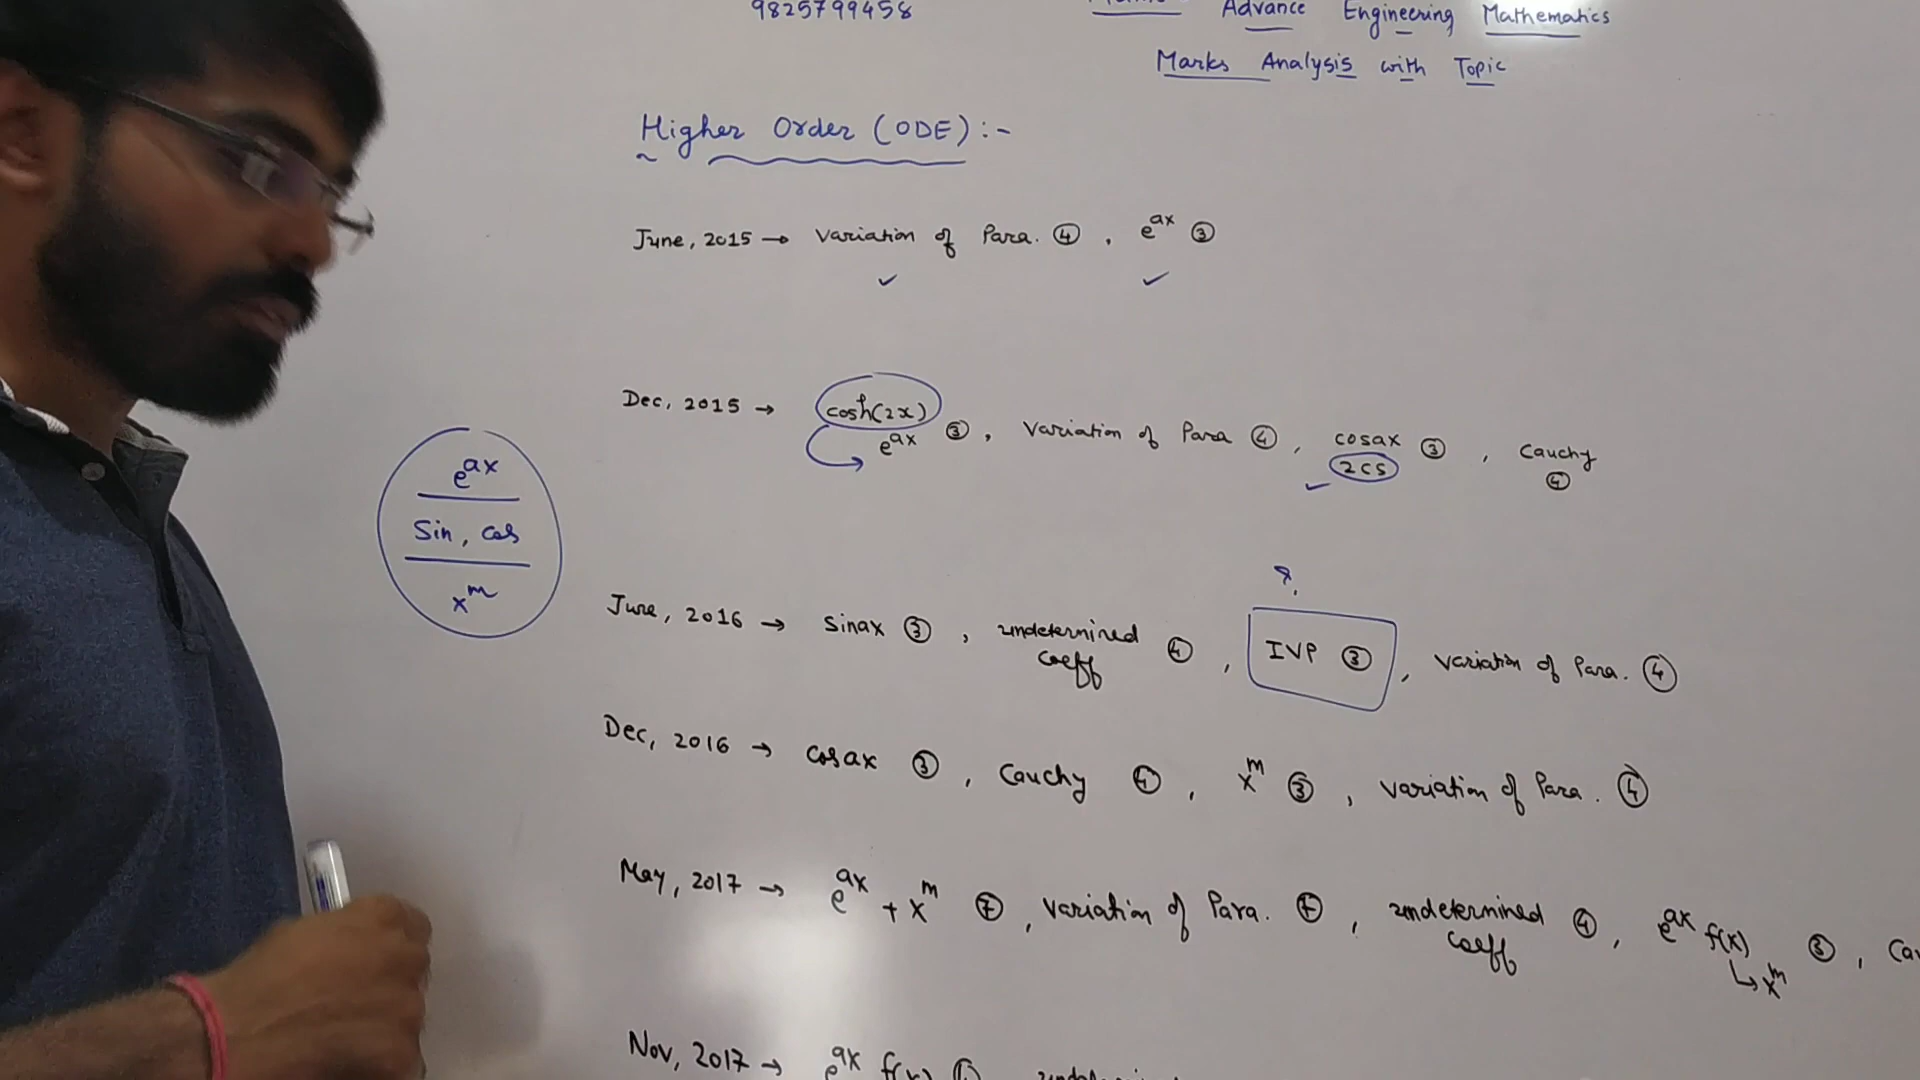 9825799458
Advance Engineering Mathematics
Marks Analysis with Topic
Higher Order (ODE):-
June, 2015 → Variation of Para. ④, e^ax ③
Dec, 2015 → cosh(2x) e^ax ③, Variation of Para ④, cosax ③, Cauchy ④
2CS
e^ax
Sin, cos
x^m
June, 2016 → Sinax ③, undetermined coeff ④, IVP ③, Variation of Para. ④
Dec, 2016 → cosax ③, Cauchy ④, x^m ③, variation of Para. ④
May, 2017 → e^ax + x^m ⑦, variation of Para. ⑦, undetermined coeff ④, e^ax f(x) ③,
↳ x^m
Nov, 2017 → e^ax f(x)